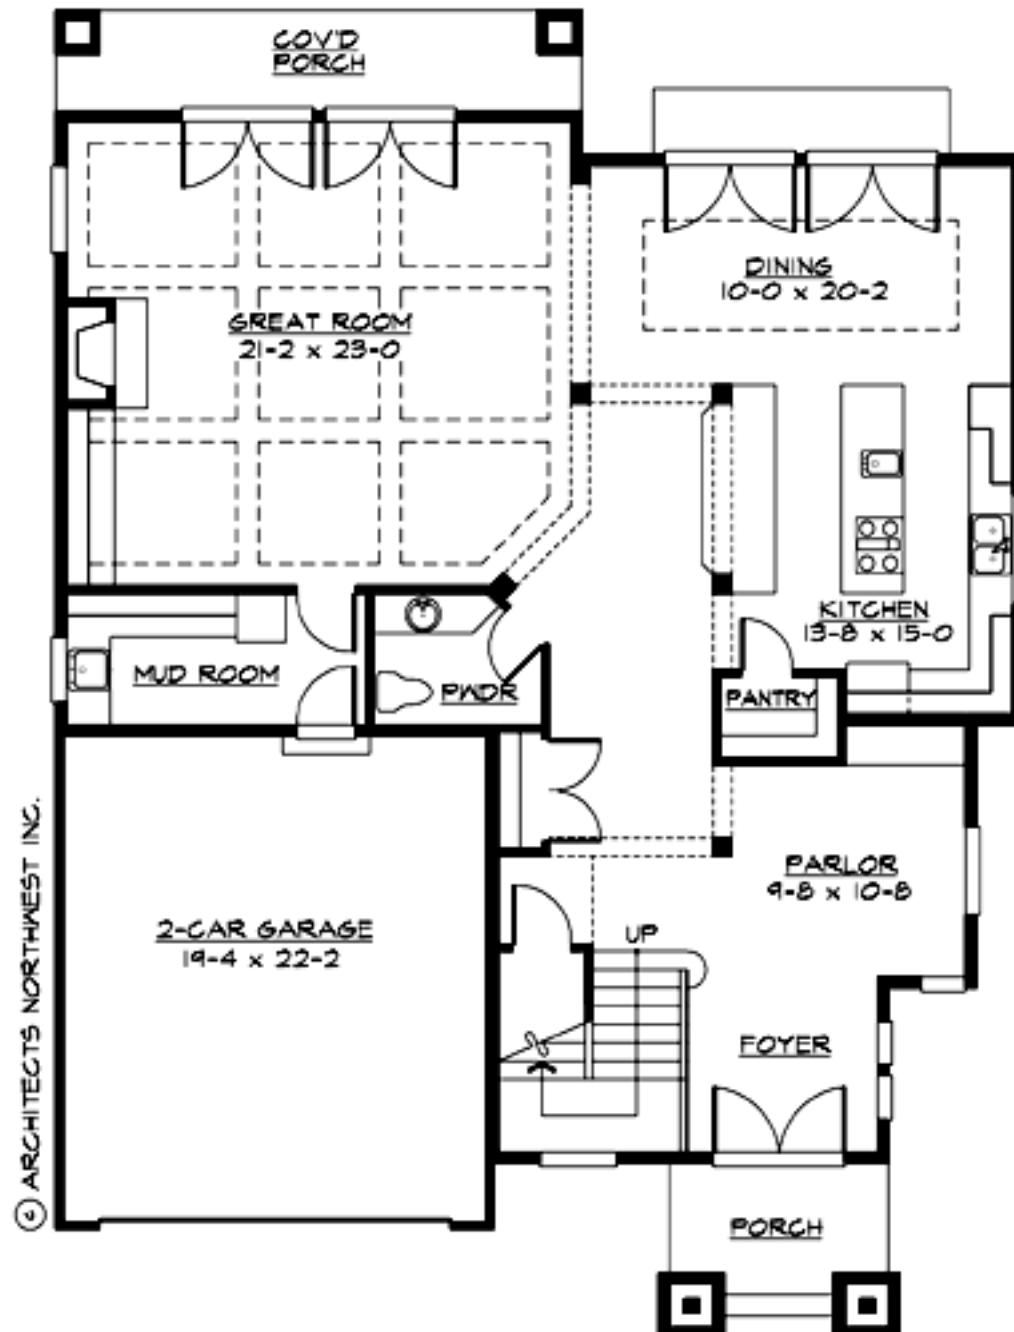 COV'D
PORCH
DINING
10-0 x 20-2
GREAT ROOM
21-2 x 23-0
KITCHEN
13-8 x 15-0
MUD ROOM
PWDR
PANTRY
PARLOR
9-8 x 10-8
2-CAR GARAGE
19-4 x 22-2
UP
FOYER
PORCH
© ARCHITECTS NORTHWEST INC.